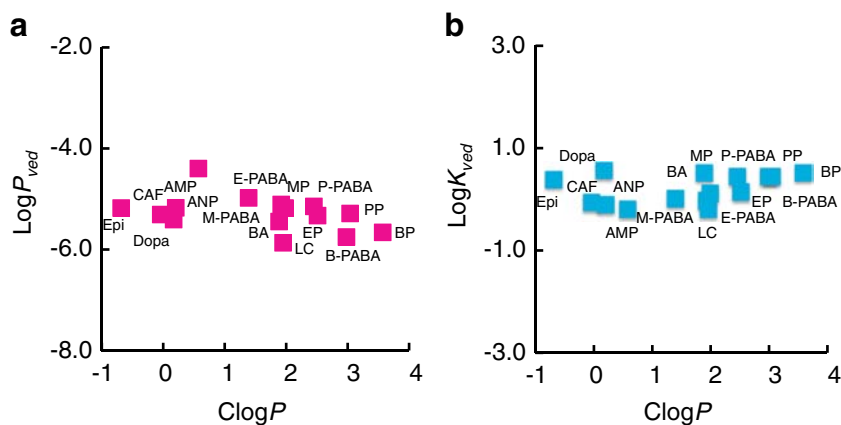 a
-2.0
-4.0
-6.0
-8.0
LogPved
-1 0 1 2 3 4
ClogP
Epi
CAF
AMP
ANP
Dopa
E-PABA
M-PABA
MP
P-PABA
BA
LC
EP
PP
B-PABA
BP
b
3.0
1.0
-1.0
-3.0
LogKved
-1 0 1 2 3 4
ClogP
Dopa
Epi
CAF
ANP
AMP
MP
P-PABA
PP
BA
BP
M-PABA
EP
B-PABA
E-PABA
LC